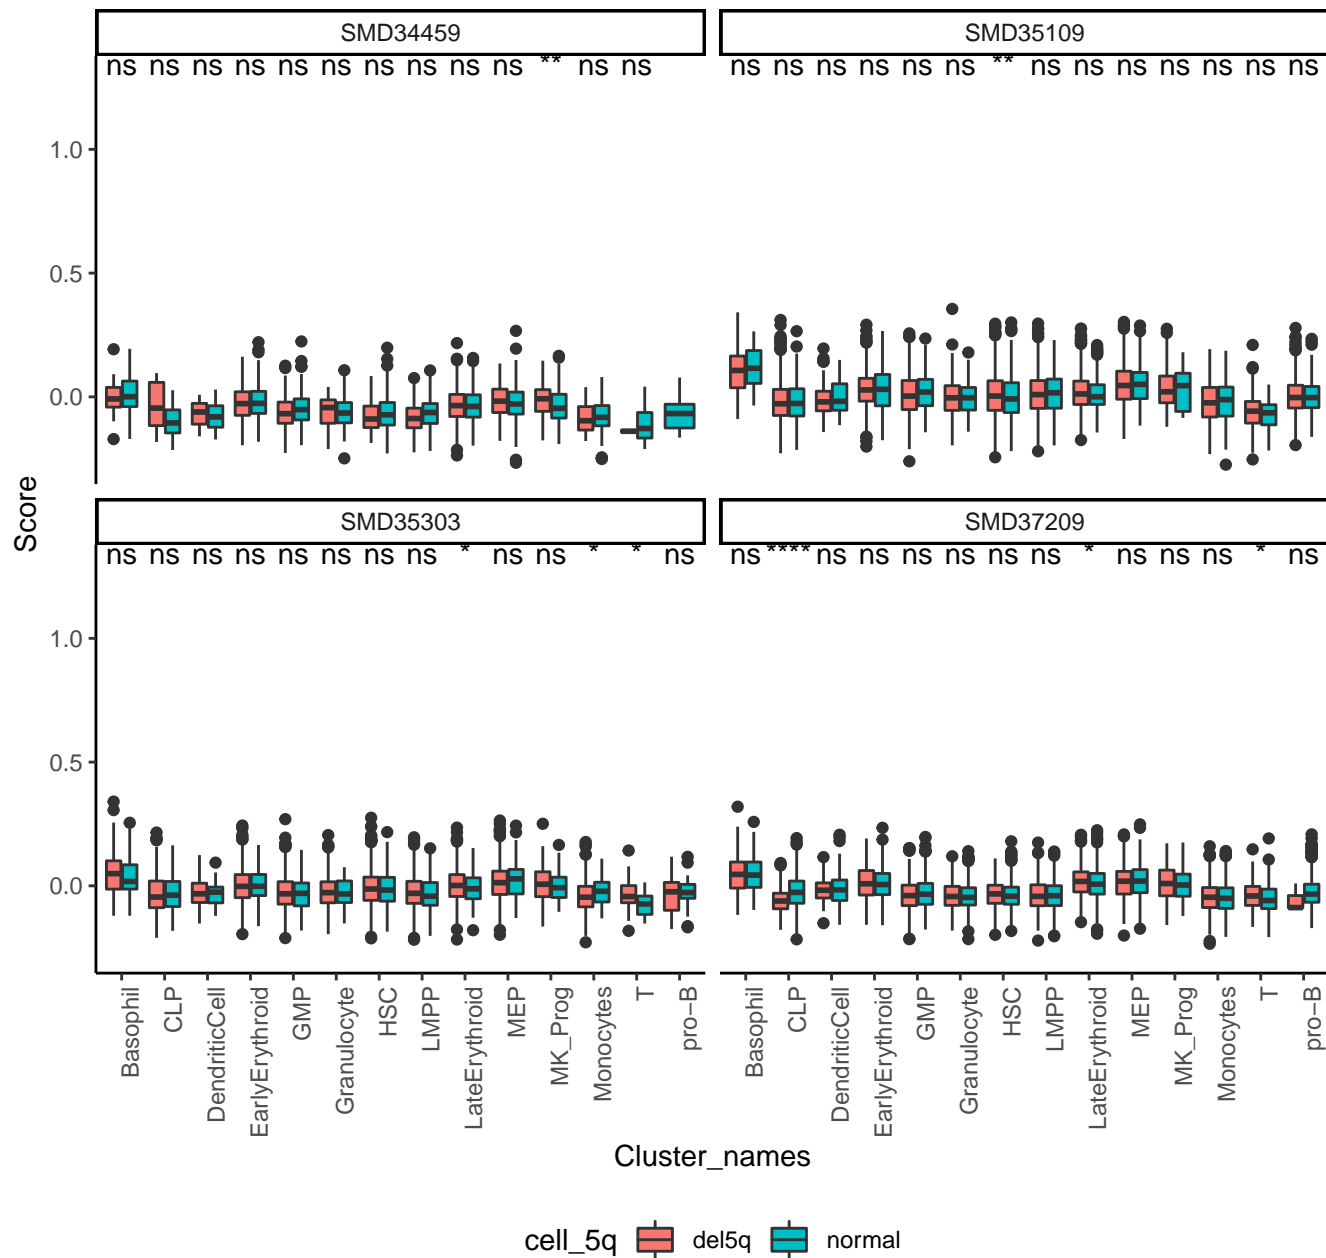 SMD34459
SMD35109
ns ns ns ns ns ns ns ns ns ns ** ns ns
ns ns ns ns ns ns ** ns ns ns ns ns ns ns
1.0
0.5
0.0
Score
SMD35303
SMD37209
ns ns ns ns ns ns ns ns * ns ns * * ns
ns **** ns ns ns ns ns ns * ns ns ns * ns
1.0
0.5
0.0
Basophil
CLP
DendriticCell
EarlyErythroid
GMP
Granulocyte
HSC
LMPP
LateErythroid
MEP
MK_Prog
Monocytes
T
pro−B
Basophil
CLP
DendriticCell
EarlyErythroid
GMP
Granulocyte
HSC
LMPP
LateErythroid
MEP
MK_Prog
Monocytes
T
pro−B
Cluster_names
cell_5q del5q normal